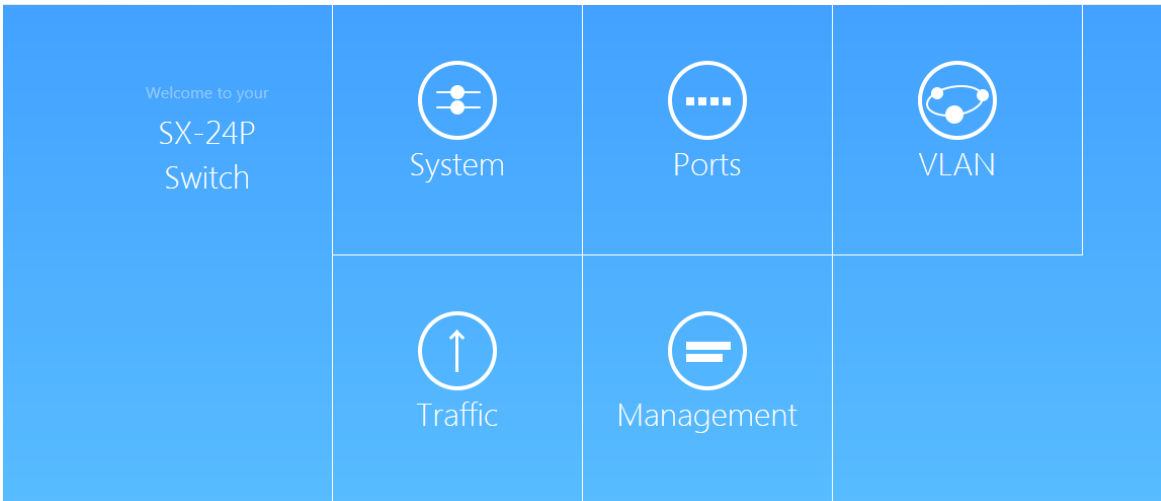 Welcome to your
SX-24P
Switch
System
Ports
VLAN
Traffic
Management